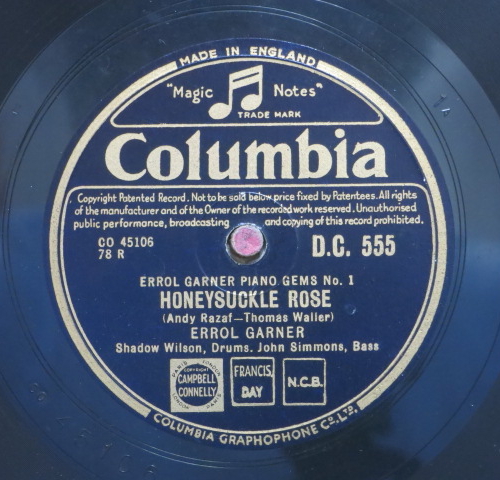 MADE IN ENGLAND
"Magic Notes"
TRADE MARK
Columbia
Copyright Patented Record. Not to be sold below price fixed by Patentees. All rights
of the manufacturer and of the Owner of the recorded work reserved. Unauthorised
public performance, broadcasting and copying of this record prohibited.
CO 45106
78 R
D.C. 555
ERROL GARNER PIANO GEMS No. 1
HONEYSUCKLE ROSE
(Andy Razaf–Thomas Waller)
ERROL GARNER
Shadow Wilson, Drums. John Simmons, Bass
COPYRIGHT
CAMPBELL
CONNELLY
FRANCIS,
DAY
N.C.B.
COLUMBIA GRAPHOPHONE Co. LTD.